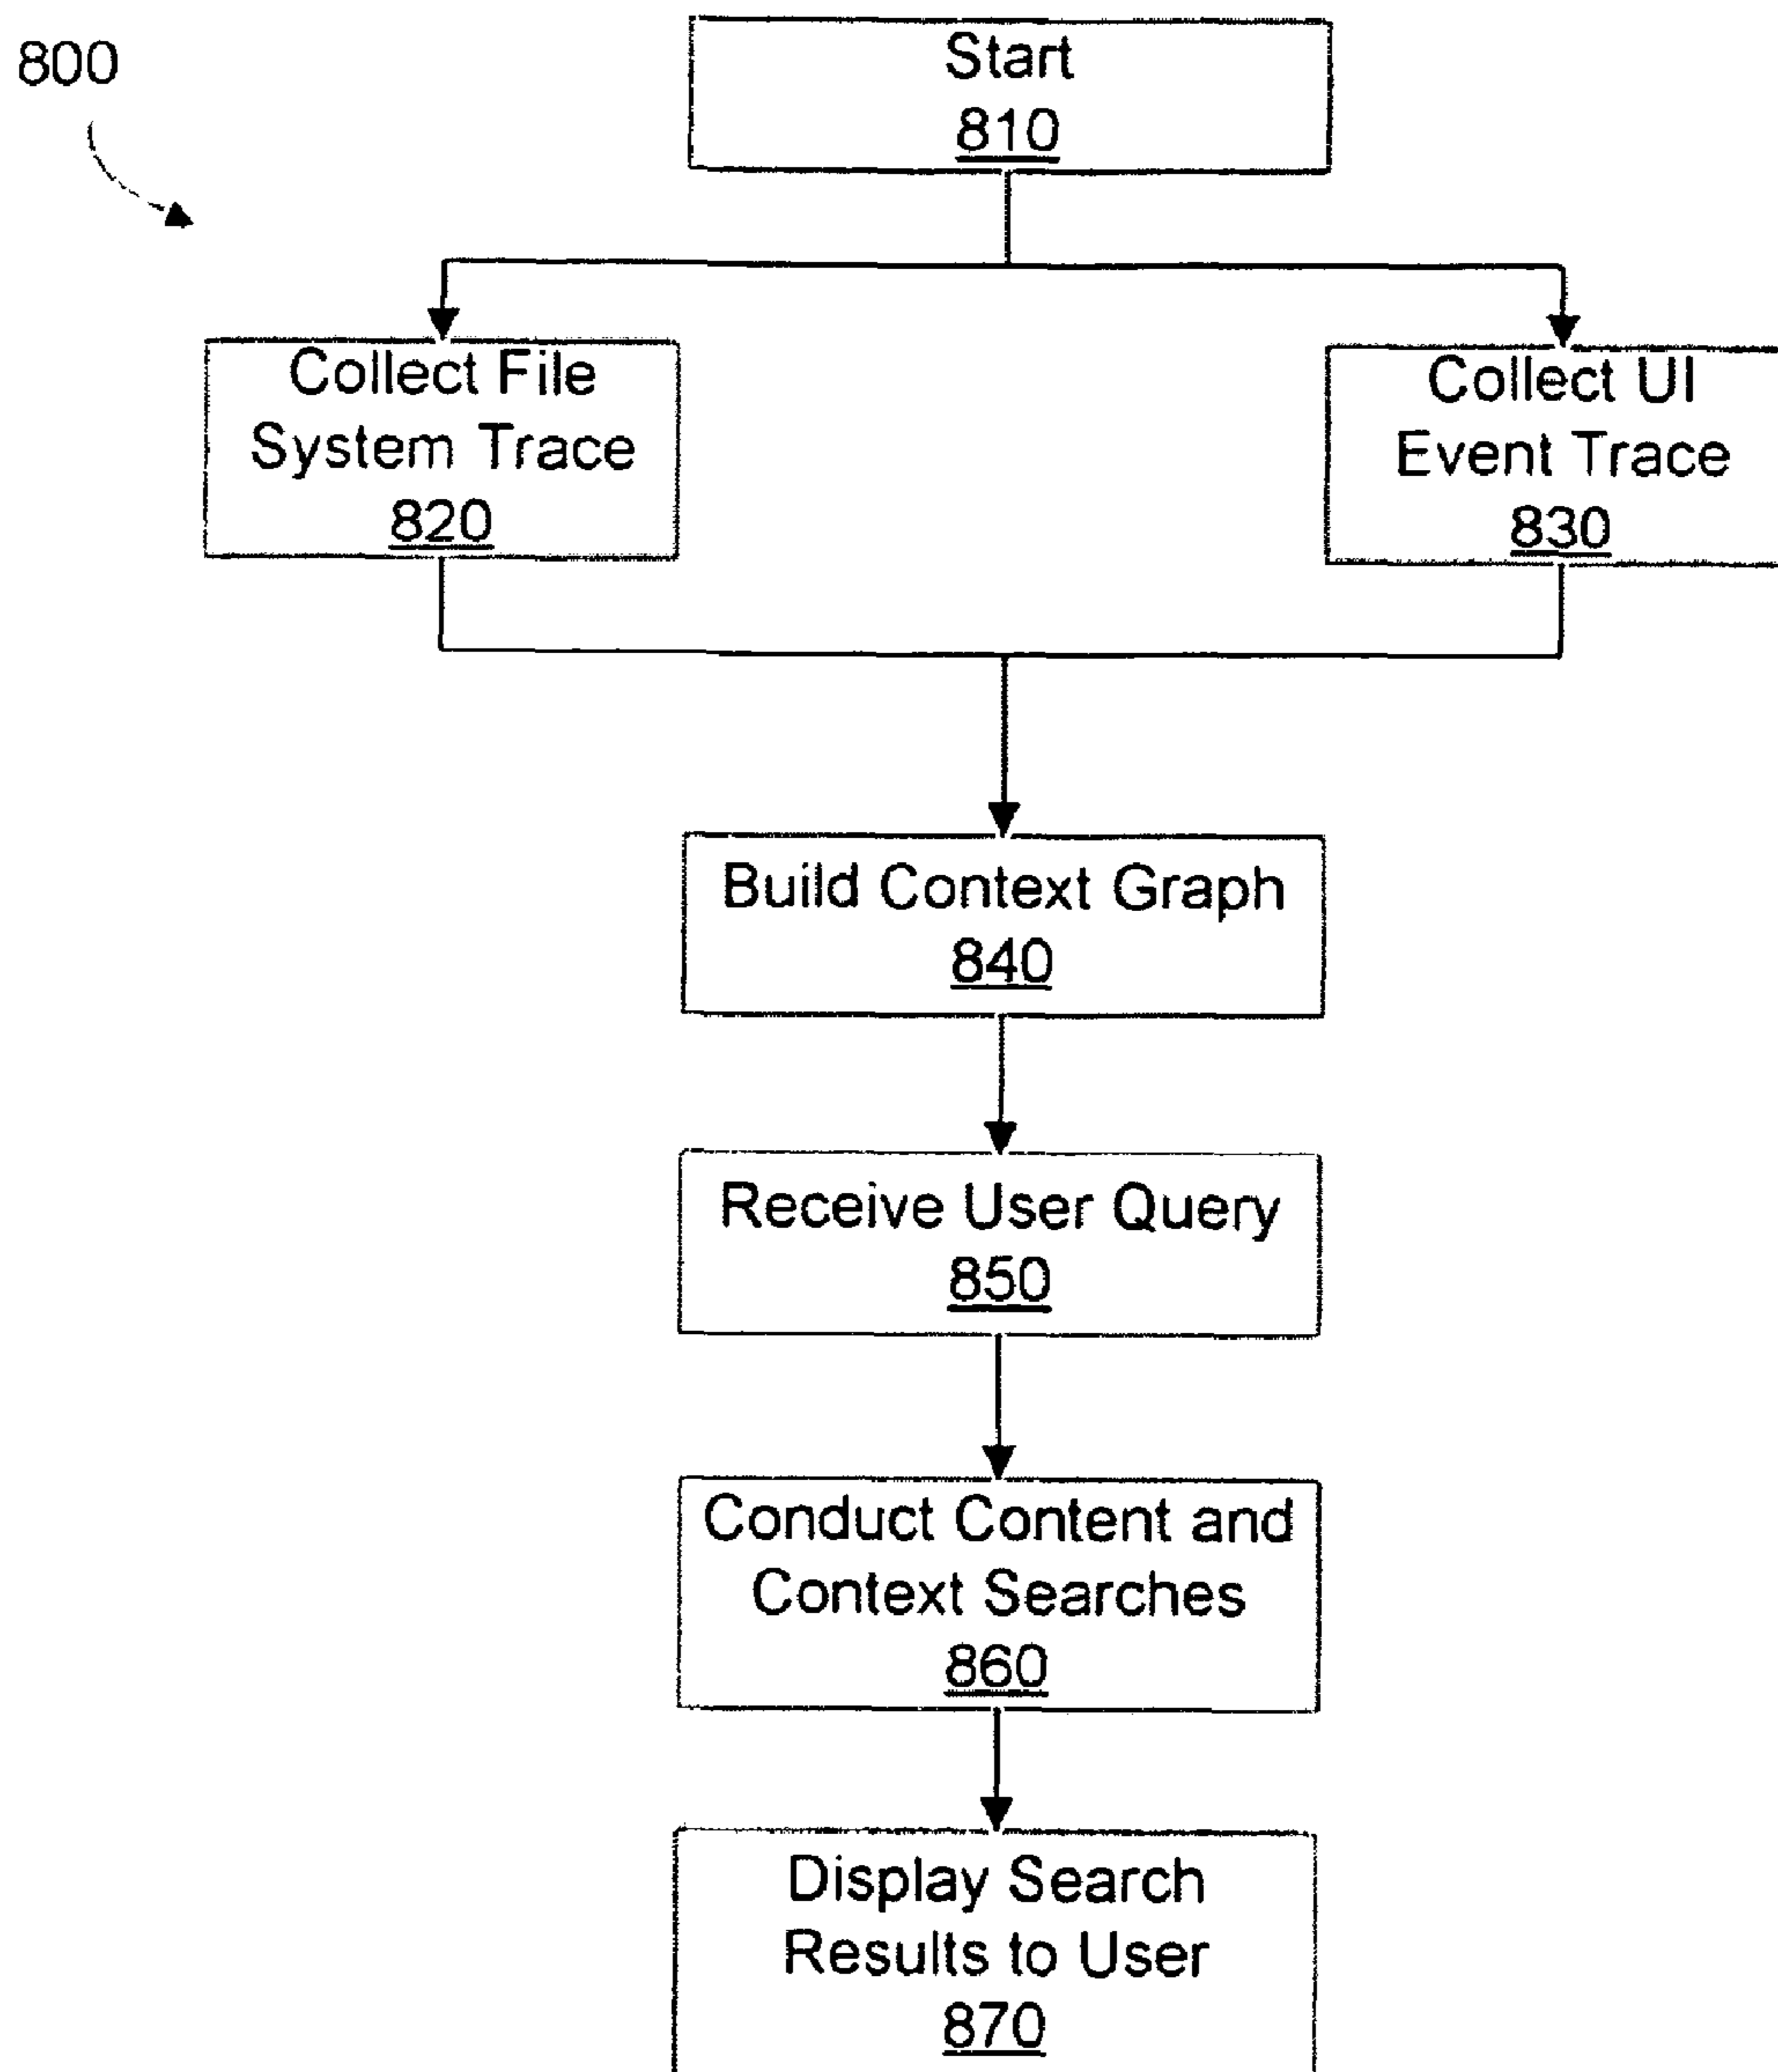 800
Start
810
Collect File
System Trace
820
Collect UI
Event Trace
830
Build Context Graph
840
Receive User Query
850
Conduct Content and
Context Searches
860
Display Search
Results to User
870